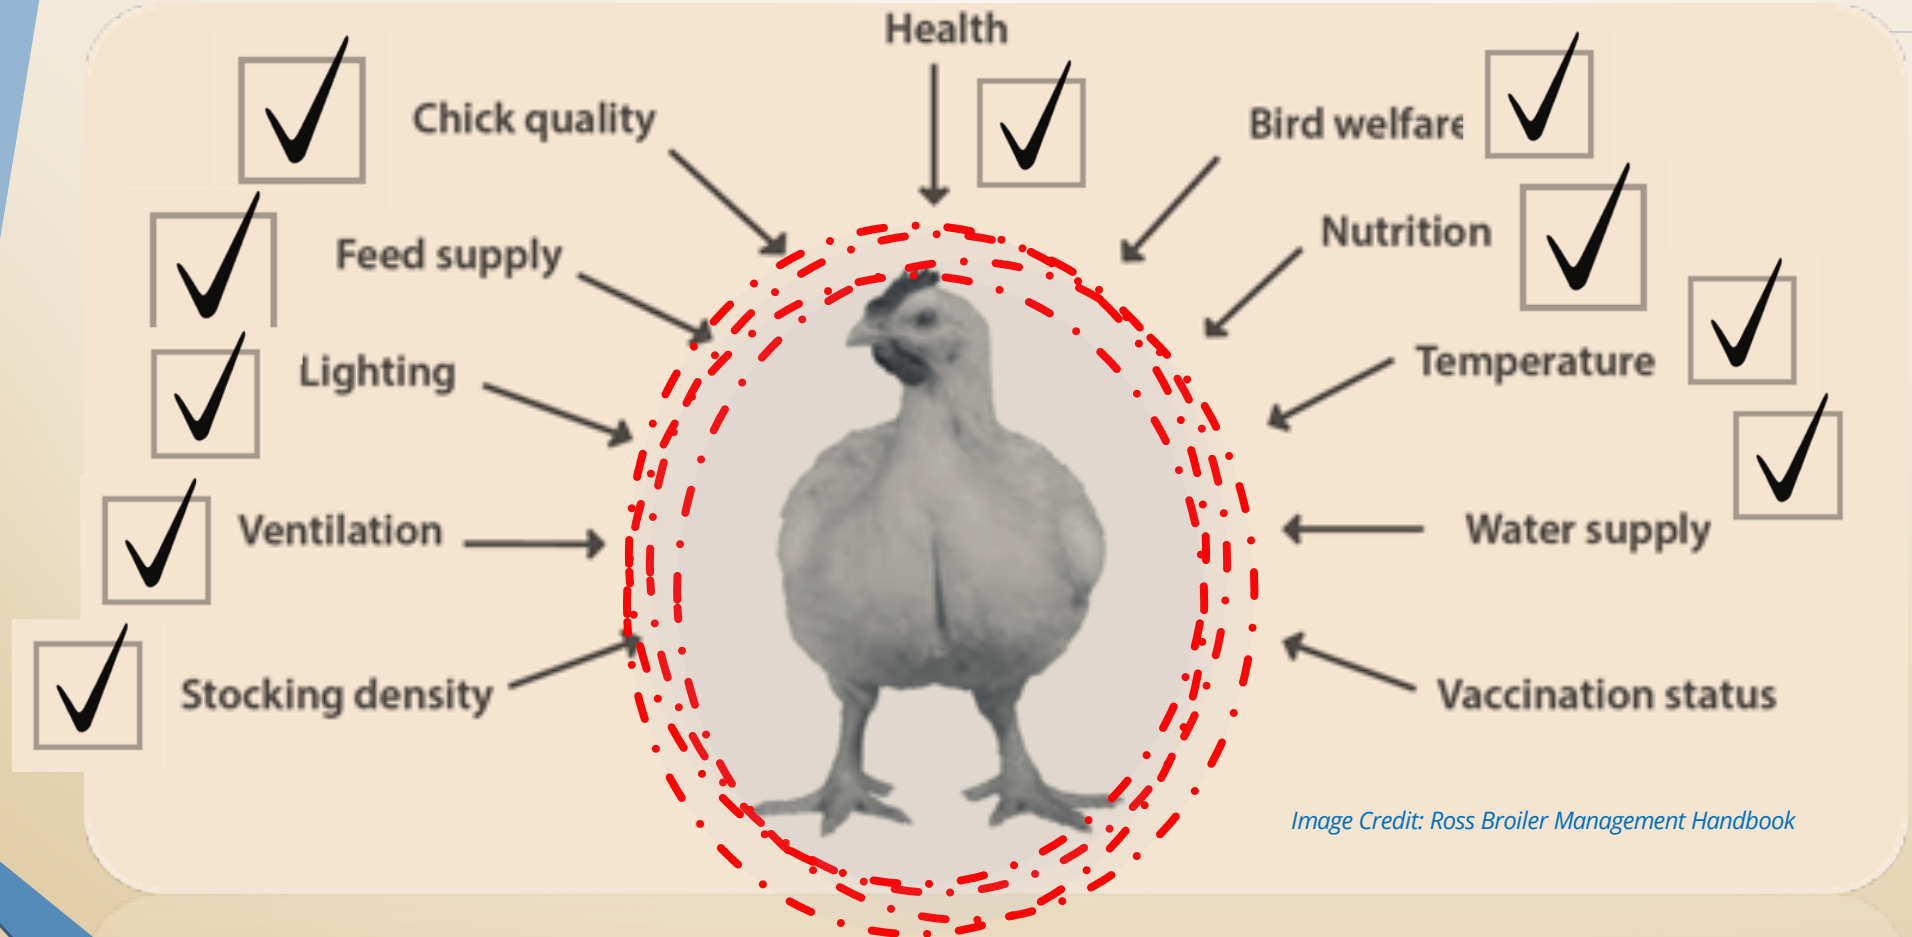 Health
Chick quality
Bird welfare
Feed supply
Nutrition
Lighting
Temperature
Ventilation
Water supply
Stocking density
Vaccination status
Image Credit: Ross Broiler Management Handbook